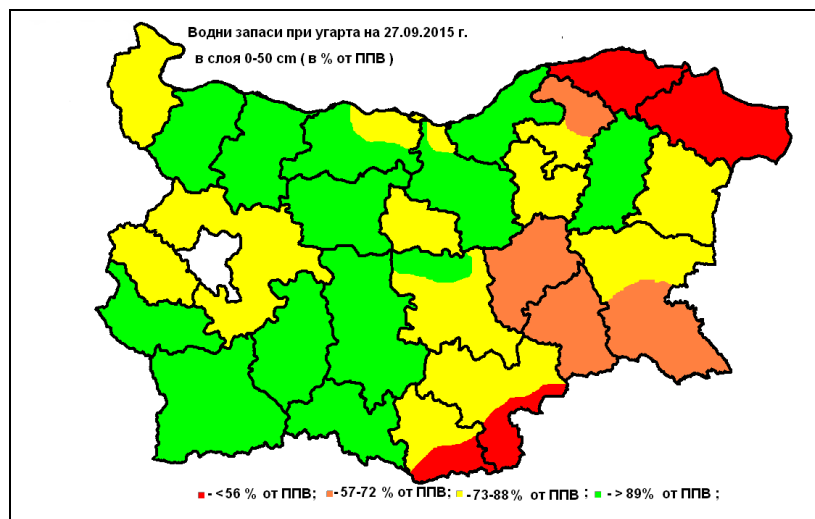 Водни запаси при угарта на 27.09.2015 г.
в слоя 0-50 cm ( в % от ППВ )
- <56 % от ППВ; - 57-72 % от ППВ; - 73-88% от ППВ ; - > 89% от ППВ ;